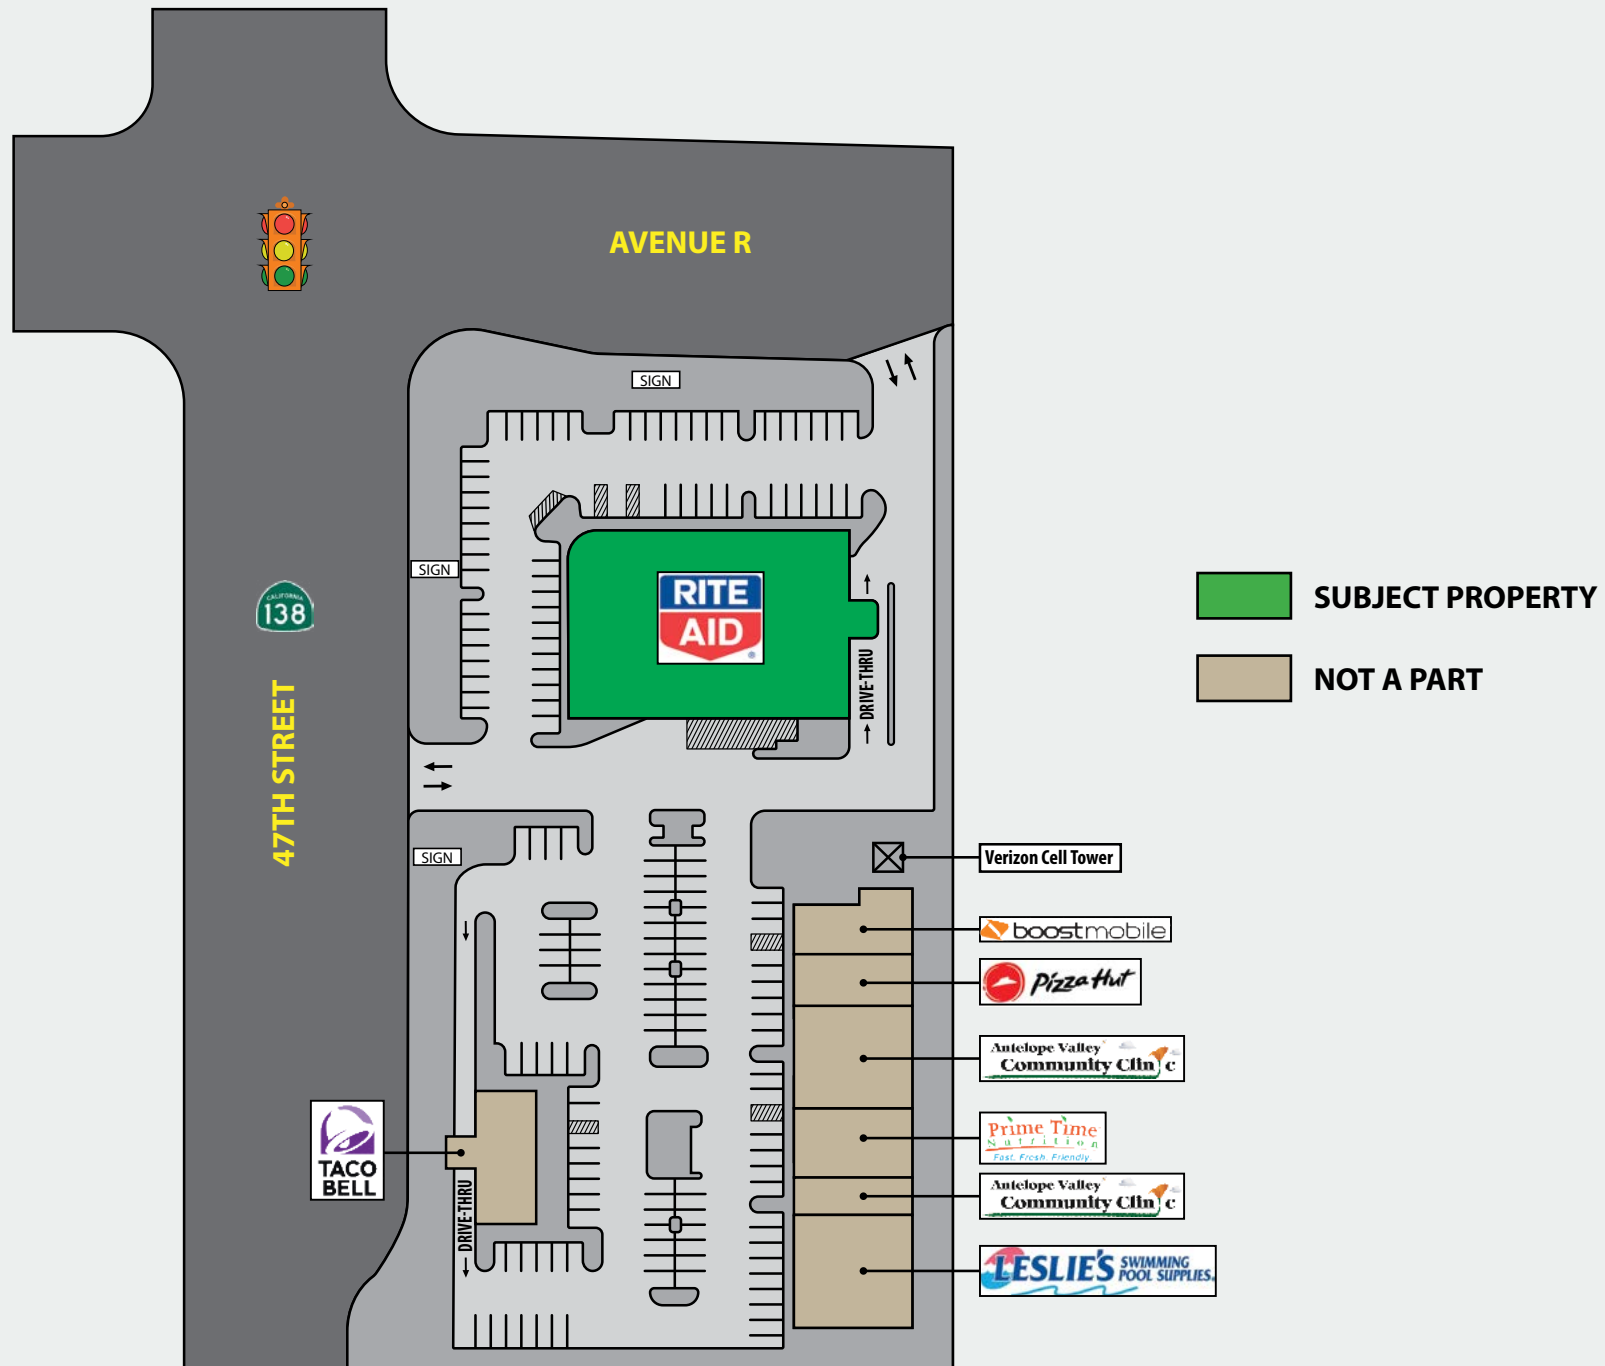 AVENUE R
SIGN
SIGN
CALIFORNIA
138
47TH STREET
RITE
AID
®
DRIVE-THRU
SUBJECT PROPERTY
NOT A PART
SIGN
Verizon Cell Tower
boostmobile
Pizza Hut
Antelope Valley
Community Clinic
TACO
BELL
DRIVE-THRU
Prime Time
Nutrition
Fast. Fresh. Friendly
Antelope Valley
Community Clinic
LESLIE'S SWIMMING
POOL SUPPLIES.